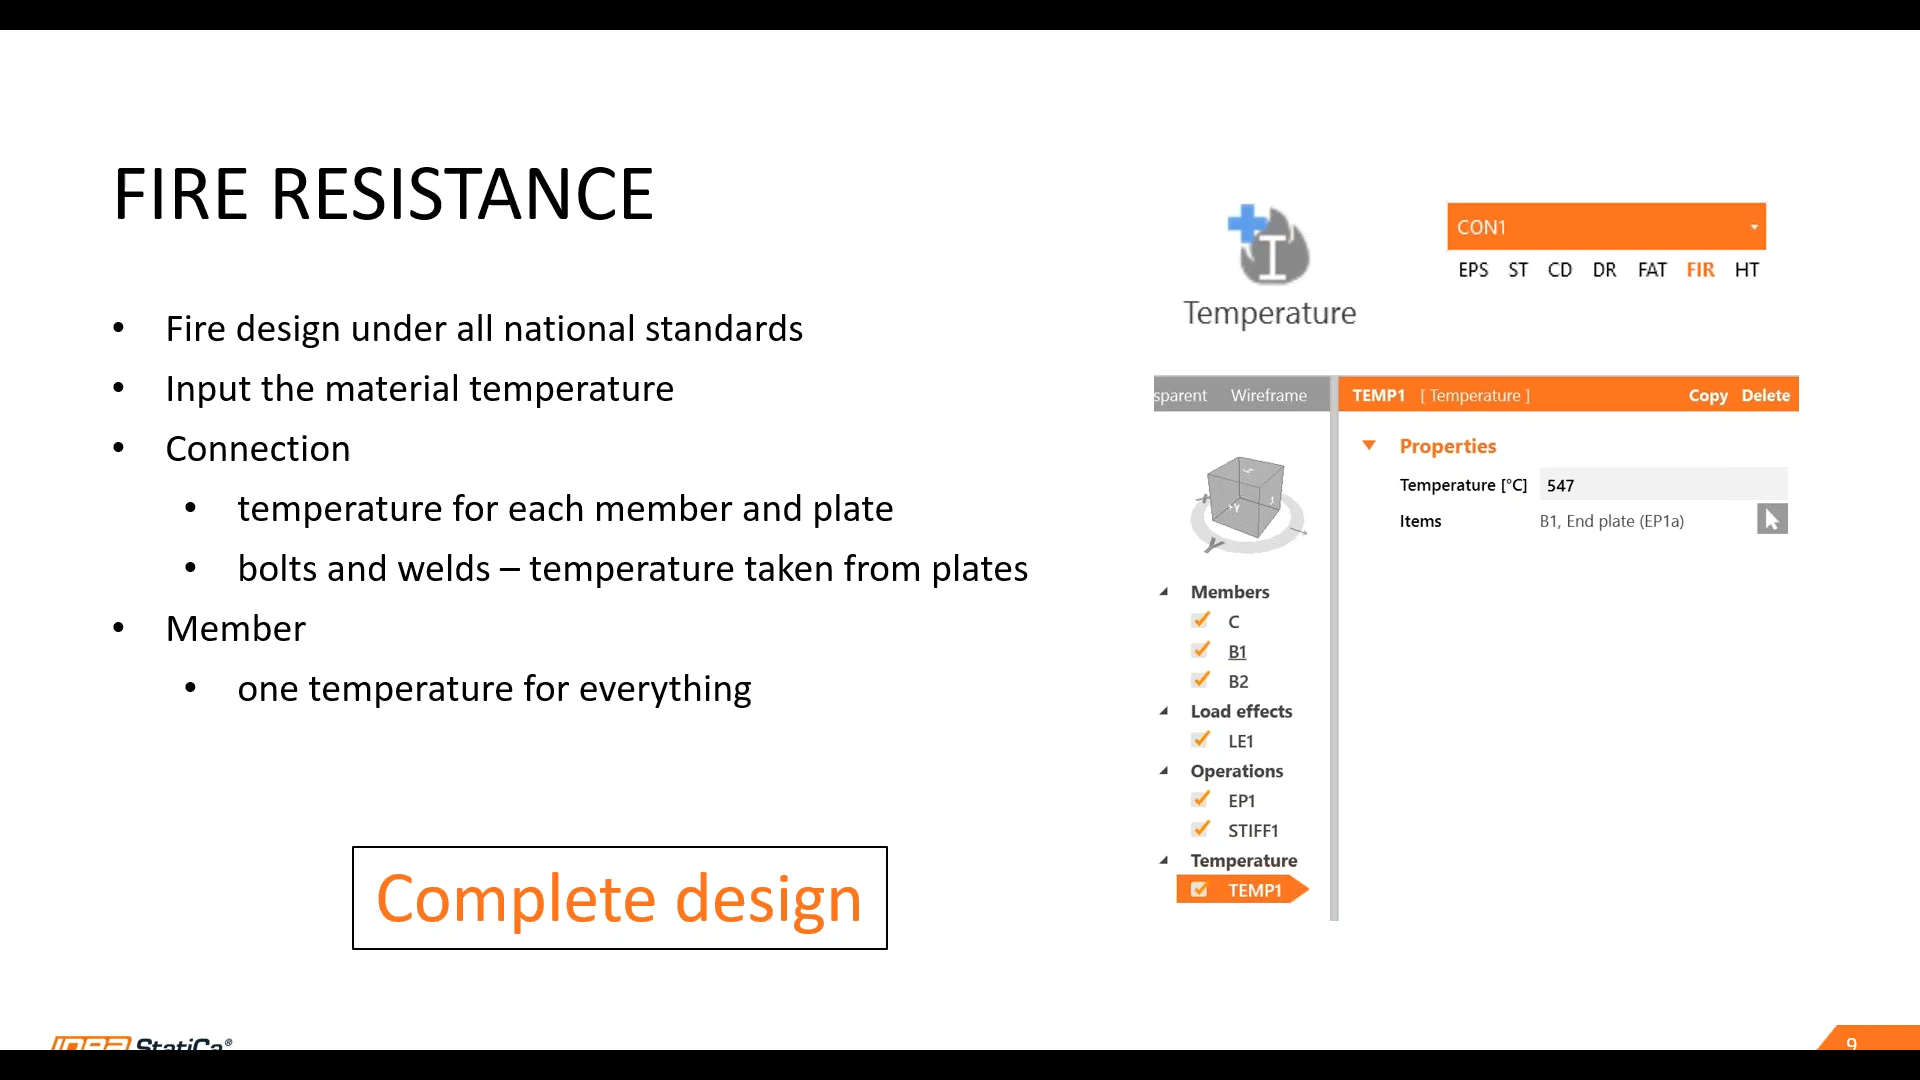 FIRE RESISTANCE
• Fire design under all national standards
• Input the material temperature
• Connection
• temperature for each member and plate
• bolts and welds – temperature taken from plates
• Member
• one temperature for everything
Complete design
Temperature
CON1
EPS ST CD DR FAT FIR HT
sparent Wireframe
TEMP1 [ Temperature ] Copy Delete
Properties
Temperature [°C] 547
Items B1, End plate (EP1a)
+Y
Members
C
B1
B2
Load effects
LE1
Operations
EP1
STIFF1
Temperature
TEMP1
IDEA StatiCa®
9